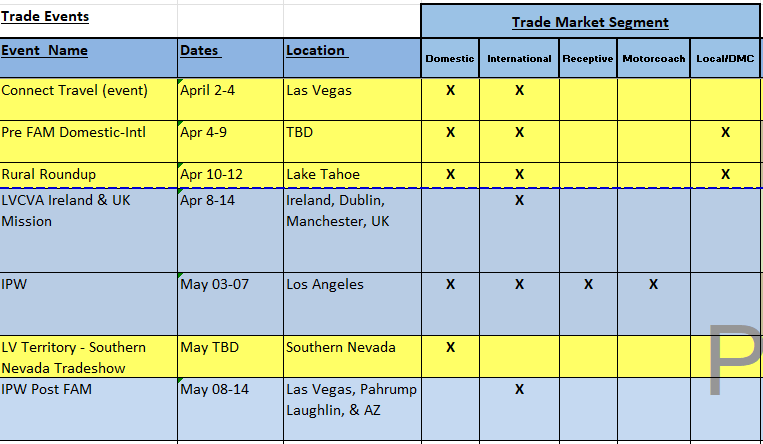 Trade Events
Trade Market Segment
Event Name Dates Location Domestic International Receptive Motorcoach Local/DMC
Connect Travel (event) April 2-4 Las Vegas X X
Pre FAM Domestic-Intl Apr 4-9 TBD X X X
Rural Roundup Apr 10-12 Lake Tahoe X X X
LVCVA Ireland & UK Apr 8-14 Ireland, Dublin, X
Mission Manchester, UK
IPW May 03-07 Los Angeles X X X X
LV Territory - Southern May TBD Southern Nevada X
Nevada Tradeshow
IPW Post FAM May 08-14 Las Vegas, Pahrump X
Laughlin, & AZ
P